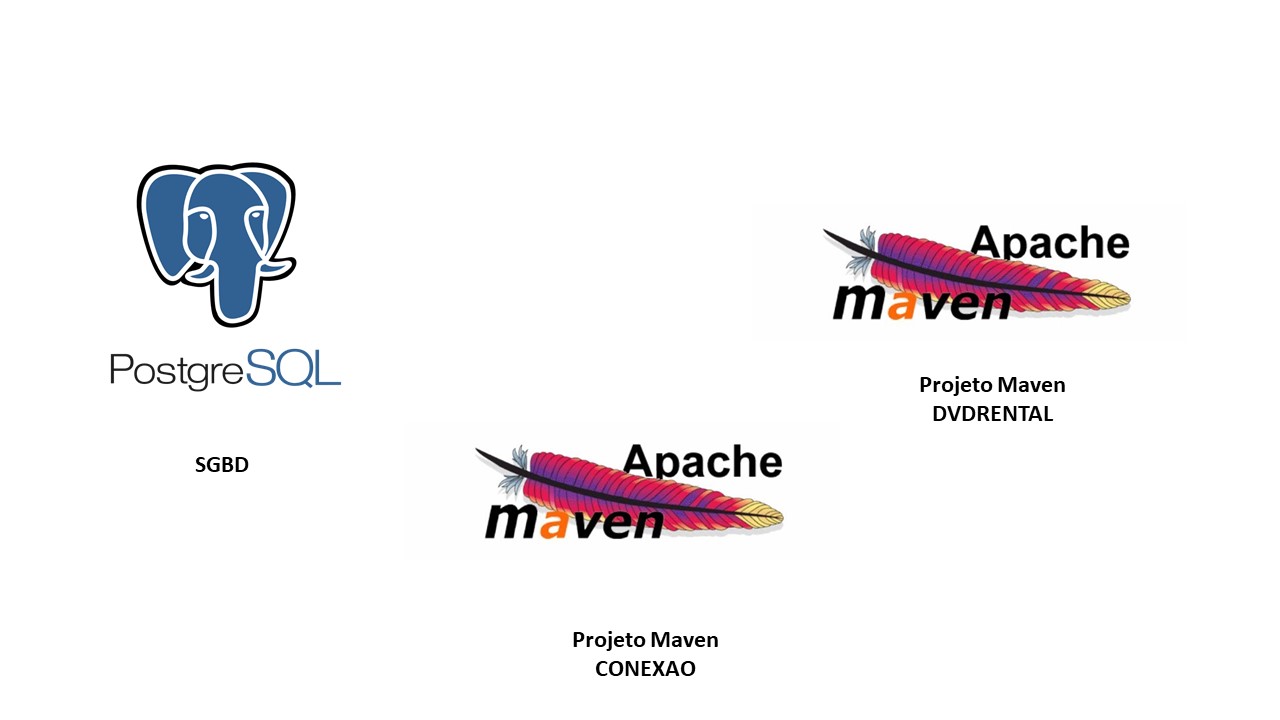 PostgreSQL
SGBD
Apache
maven
Projeto Maven
DVDRENTAL
Apache
maven
Projeto Maven
CONEXAO